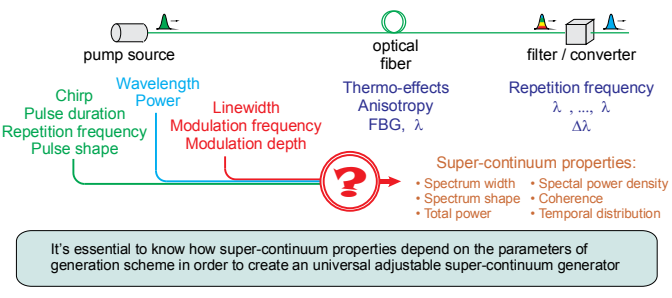 pump source
optical
fiber
filter / converter
Chirp
Pulse duration
Repetition frequency
Pulse shape
Wavelength
Power
Linewidth
Modulation frequency
Modulation depth
Thermo-effects
Anisotropy
FBG, λ
Repetition frequency
λ , ..., λ
Δλ
?
Super-continuum properties:
• Spectrum width
• Spectrum shape
• Total power
• Spectal power density
• Coherence
• Temporal distribution
It's essential to know how super-continuum properties depend on the parameters of
generation scheme in order to create an universal adjustable super-continuum generator